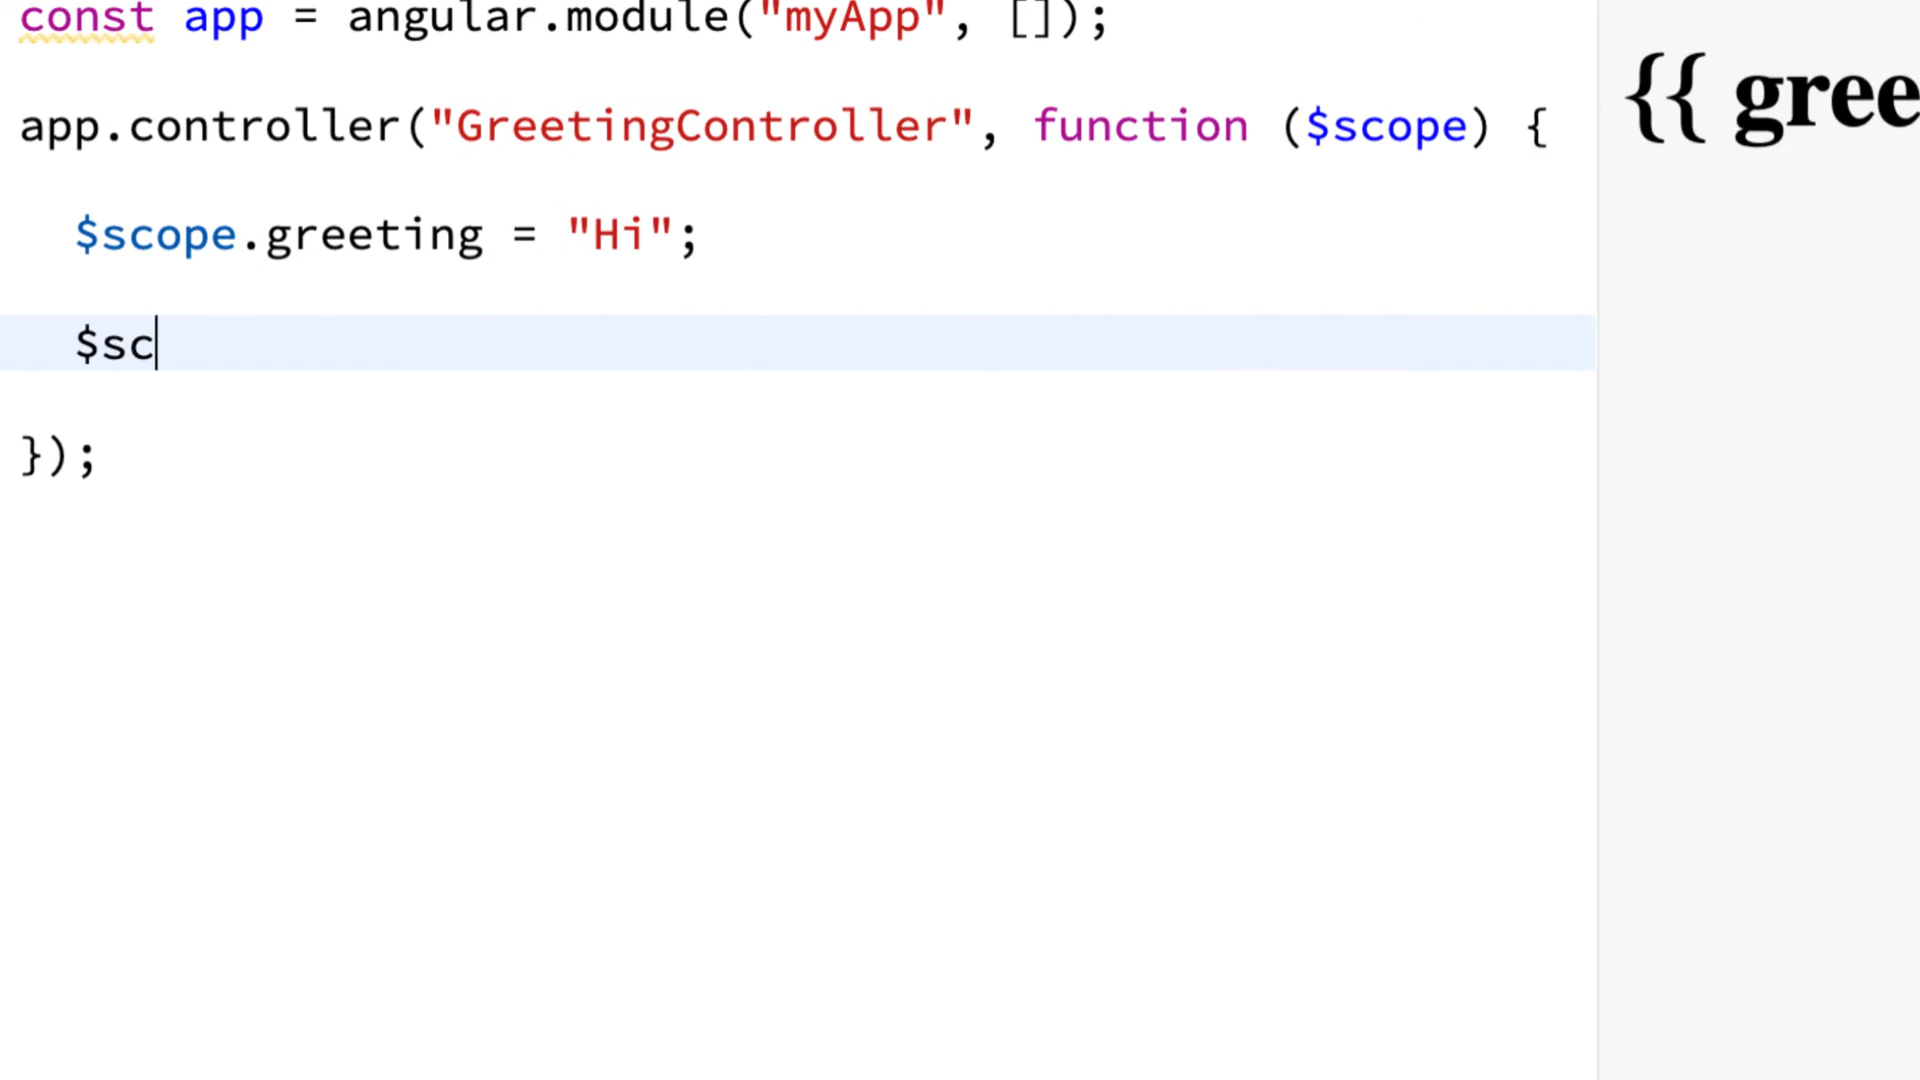 const app = angular.module("myApp", []);
app.controller("GreetingController", function ($scope) {
$scope.greeting = "Hi";
$sc
});
{{ gree